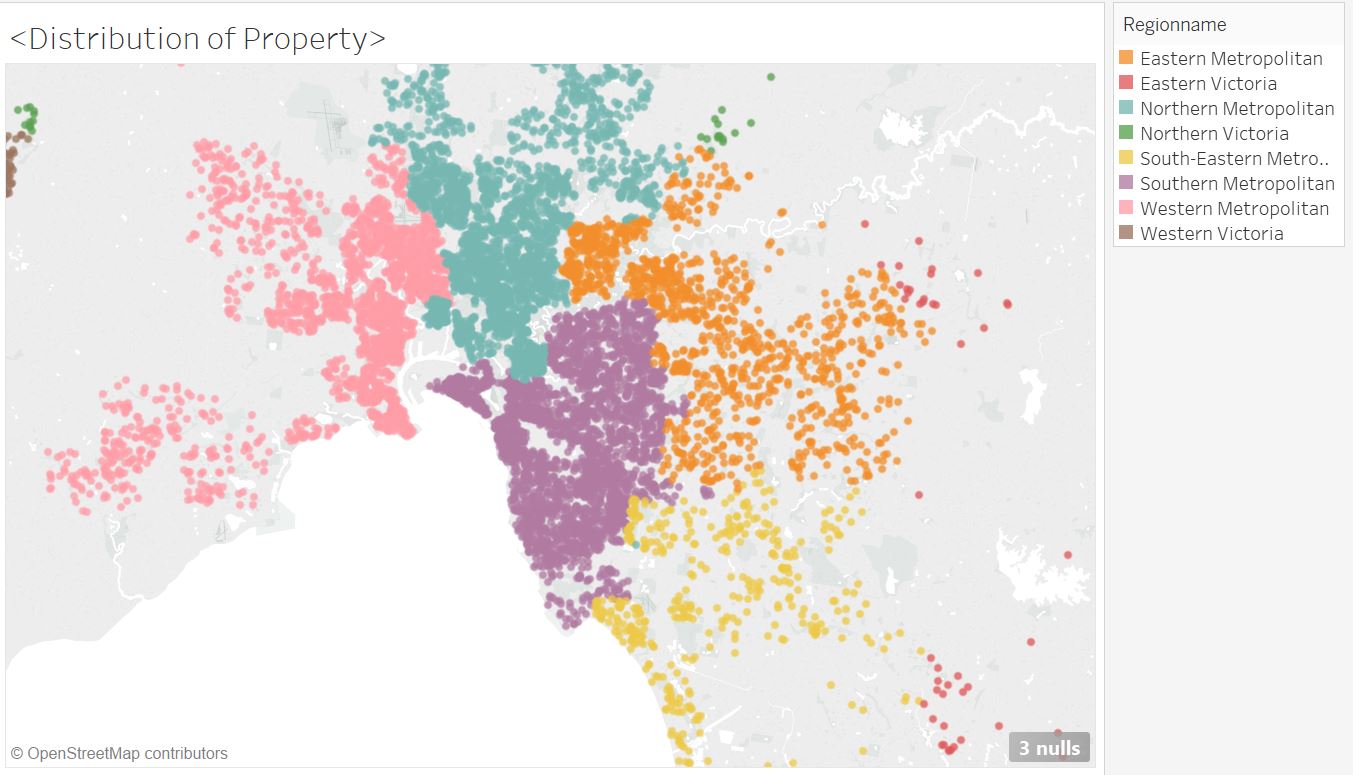 <Distribution of Property>
Regionname
Eastern Metropolitan
Eastern Victoria
Northern Metropolitan
Northern Victoria
South-Eastern Metro..
Southern Metropolitan
Western Metropolitan
Western Victoria
© OpenStreetMap contributors
3 nulls